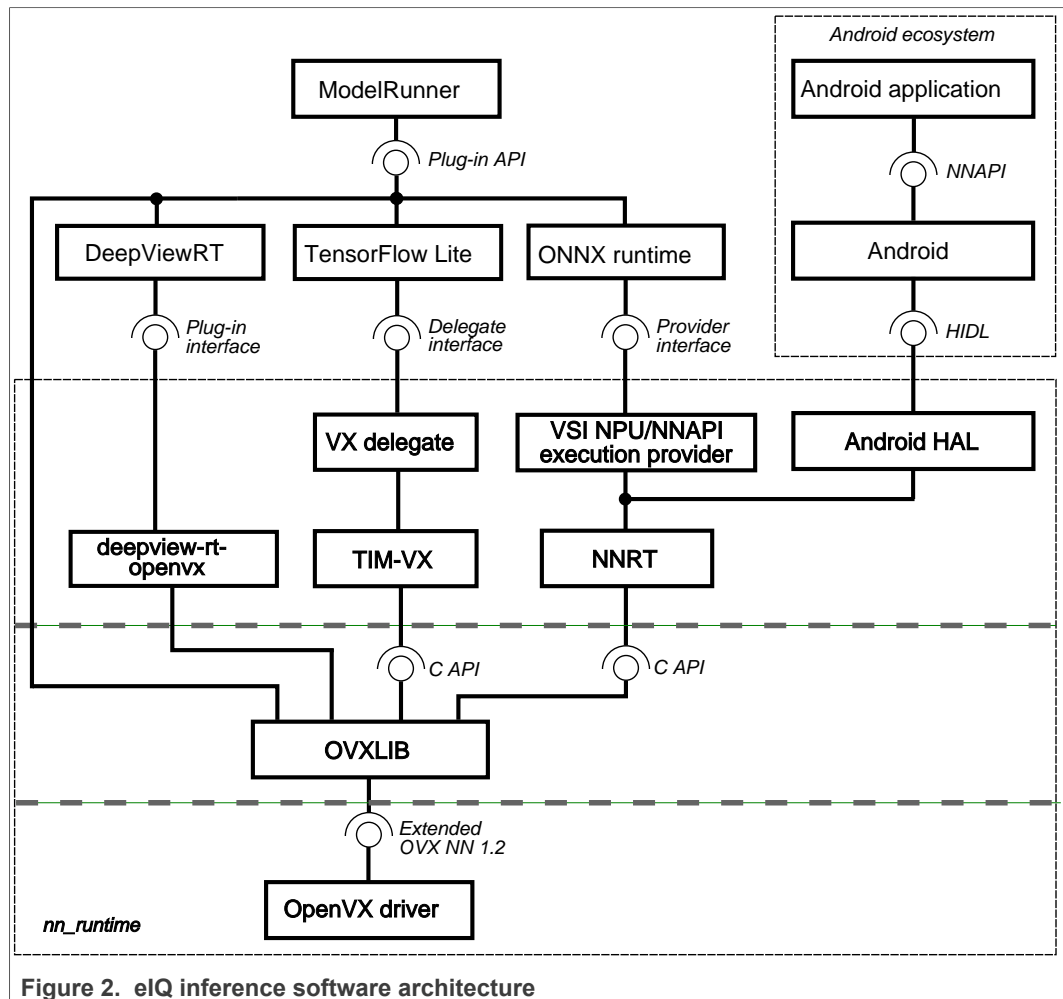 Android ecosystem
ModelRunner
Android application
Plug-in API
NNAPI
DeepViewRT
TensorFlow Lite
ONNX runtime
Android
Plug-in
interface
Delegate
interface
Provider
interface
HIDL
VX delegate
VSI NPU/NNAPI
execution provider
Android HAL
deepview-rt-
openvx
TIM-VX
NNRT
C API
C API
OVXLIB
Extended
OVX NN 1.2
OpenVX driver
nn_runtime
Figure 2. eIQ inference software architecture